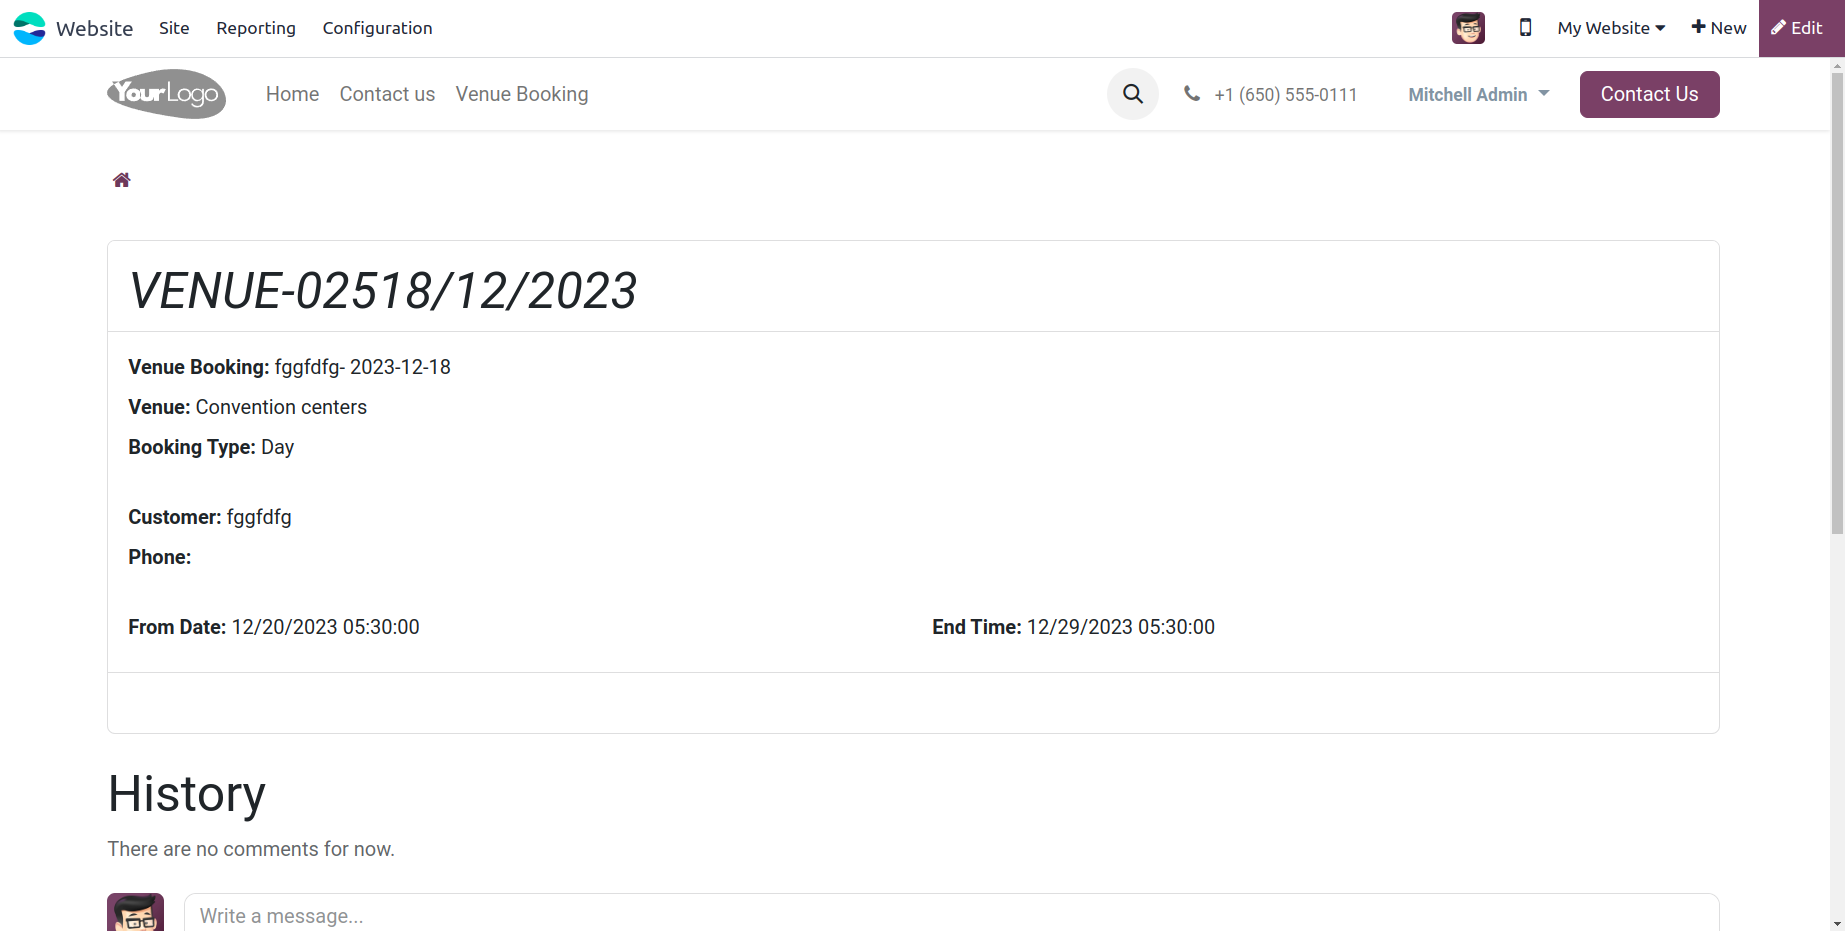 Website Site Reporting Configuration My Website New Edit
YourLogo Home Contact us Venue Booking +1 (650) 555-0111 Mitchell Admin Contact Us
VENUE-02518/12/2023
Venue Booking: fggfdfg- 2023-12-18
Venue: Convention centers
Booking Type: Day
Customer: fggfdfg
Phone:
From Date: 12/20/2023 05:30:00 End Time: 12/29/2023 05:30:00
History
There are no comments for now.
Write a message...